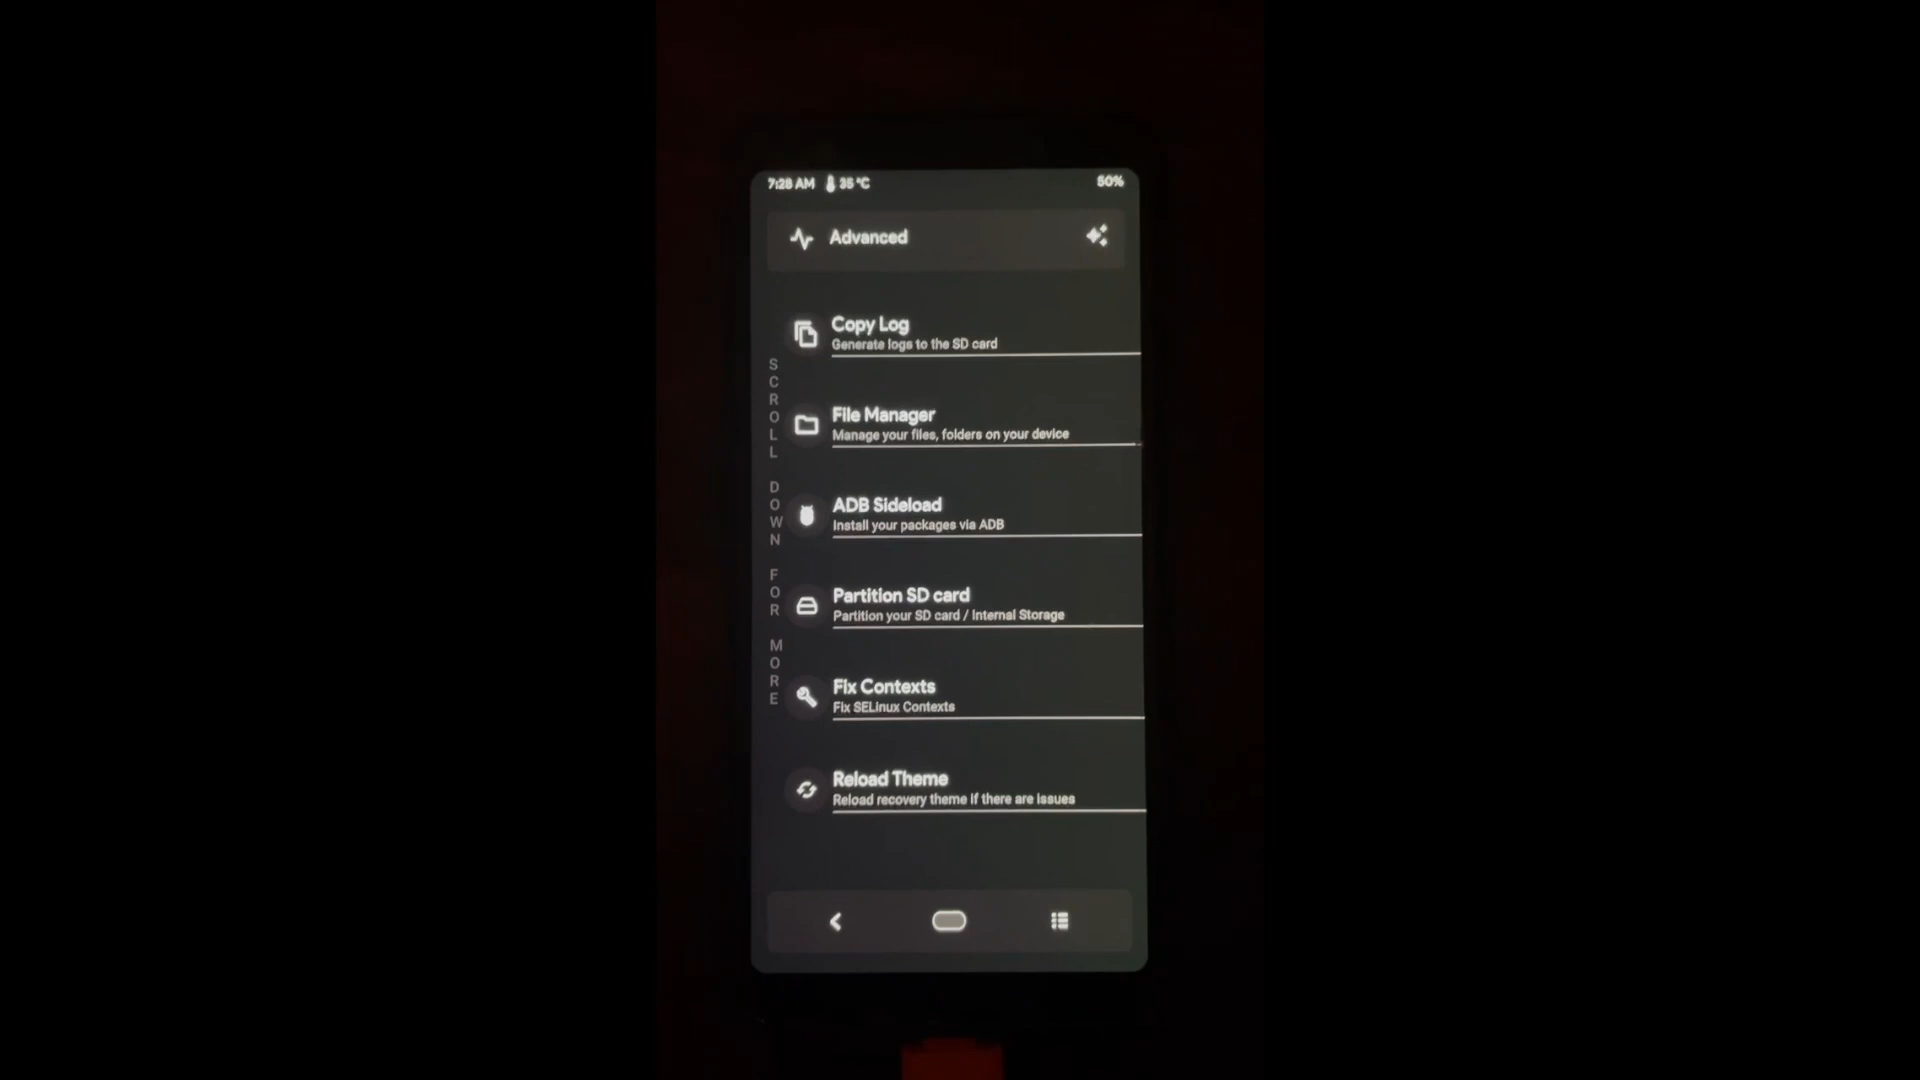 7:28 AM 35 °C 50%
Advanced
Copy Log
Generate logs to the SD card
File Manager
Manage your files, folders on your device
ADB Sideload
Install your packages via ADB
Partition SD card
Partition your SD card / Internal Storage
Fix Contexts
Fix SELinux Contexts
Reload Theme
Reload recovery theme if there are issues
SCROLL DOWN FOR MORE